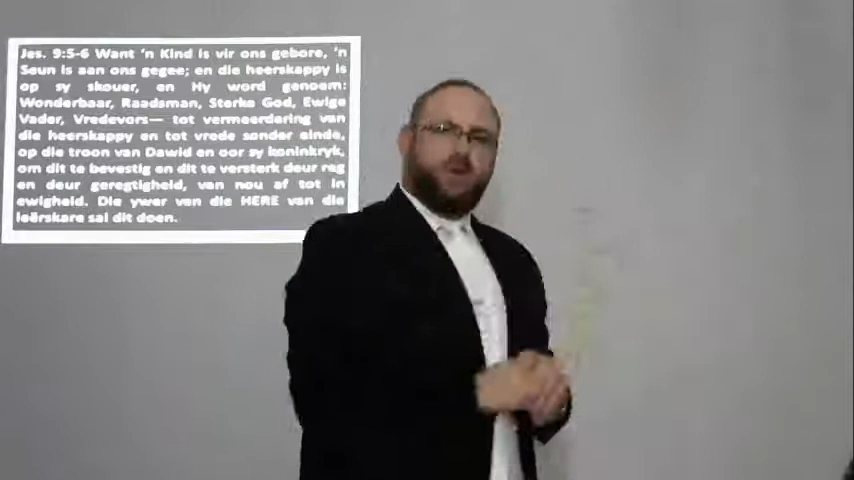 Jes. 9:5-6 Want 'n Kind is vir ons gebore, 'n
Seun is aan ons gegee; en die heerskappy is
op sy skouer, en Hy word genoem:
Wonderbaar, Raadsman, Sterke God, Ewige
Vader, Vredevors— tot vermeerdering van
die heerskappy en tot vrede sonder einde,
op die troon van Dawid en oor sy koninkryk,
om dit te bevestig en dit te versterk deur reg
en deur geregtigheid, van nou af tot in
ewigheid. Die ywer van die HERE van die
leërskare sal dit doen.